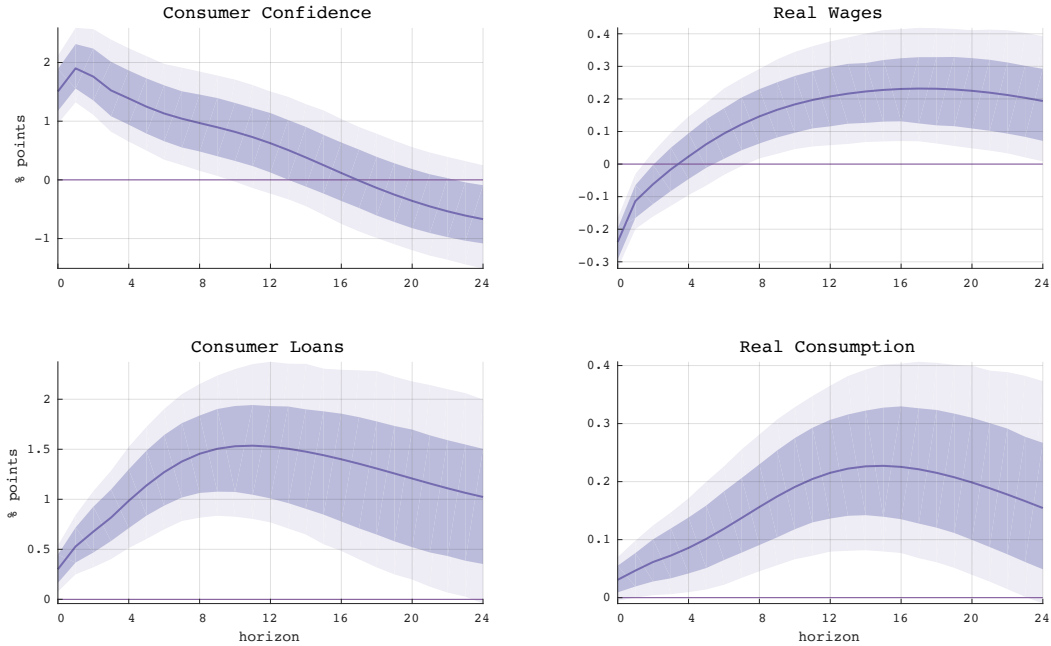 Consumer Confidence
% points
2
1
0
-1
0 4 8 12 16 20 24
Real Wages
0.4
0.3
0.2
0.1
0
-0.1
-0.2
-0.3
0 4 8 12 16 20 24
Consumer Loans
% points
2
1.5
1
0.5
0
0 4 8 12 16 20 24
horizon
Real Consumption
0.4
0.3
0.2
0.1
0
0 4 8 12 16 20 24
horizon